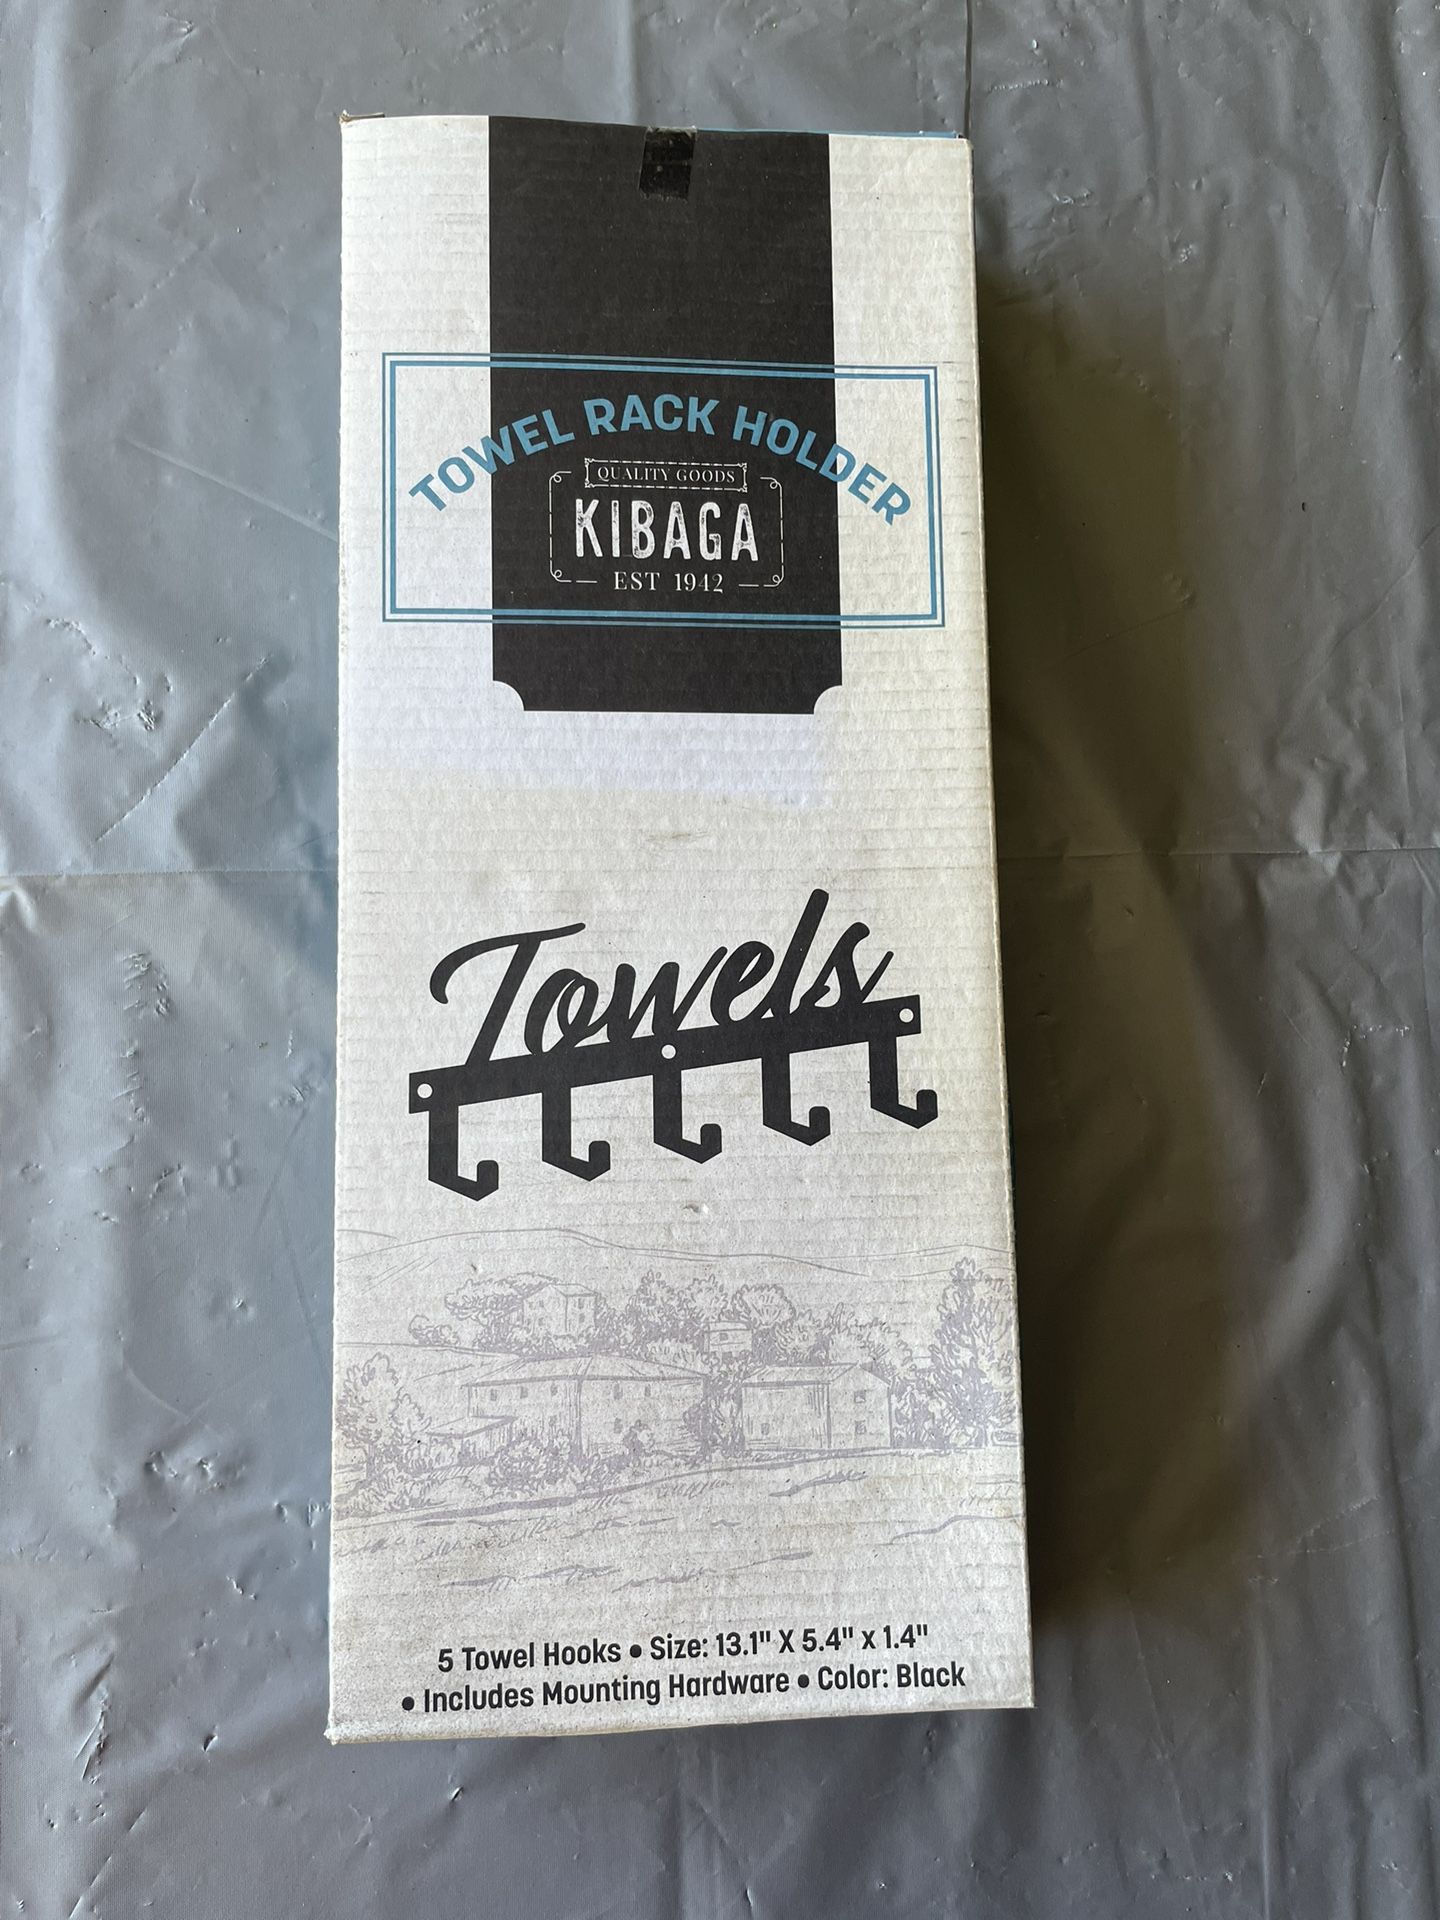 TOWEL RACK HOLDER
QUALITY GOODS
KIBAGA
EST 1942
Towels
5 Towel Hooks • Size: 13.1" X 5.4" x 1.4"
• Includes Mounting Hardware • Color: Black